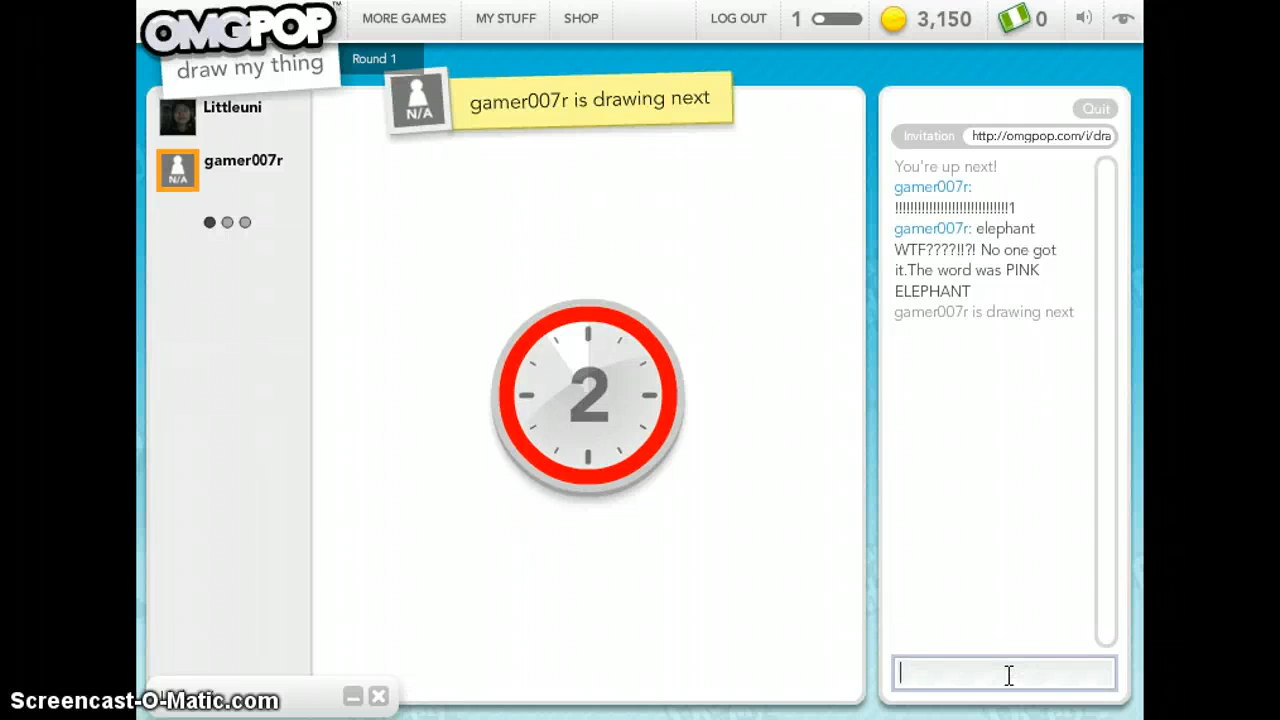 OMGPOP™
draw my thing
MORE GAMES
MY STUFF
SHOP
LOG OUT
1
3,150
0
Round 1
N/A
gamer007r is drawing next
Littleuni
N/A
gamer007r
2
Quit
Invitation
http://omgpop.com/i/dra
You're up next!
gamer007r:
!!!!!!!!!!!!!!!!!!!!!!!!!!!!!!1
gamer007r: elephant
WTF????!!?! No one got
it.The word was PINK
ELEPHANT
gamer007r is drawing next
Screencast-O-Matic.com